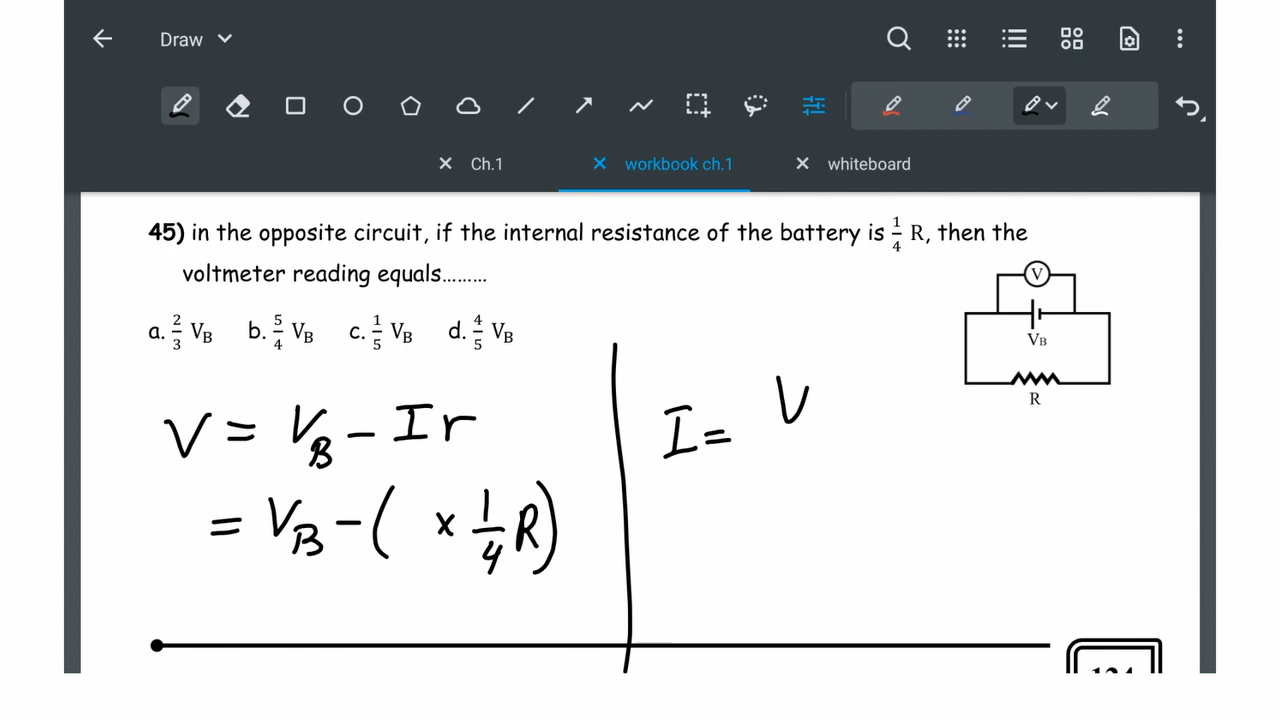 Draw
Ch.1
workbook ch.1
whiteboard
45) in the opposite circuit, if the internal resistance of the battery is 1/4 R, then the
voltmeter reading equals.........
a. 2/3 VB b. 5/4 VB c. 1/5 VB d. 4/5 VB
V
VB
R
V = VB - I r
= VB - ( × 1/4 R)
I = V